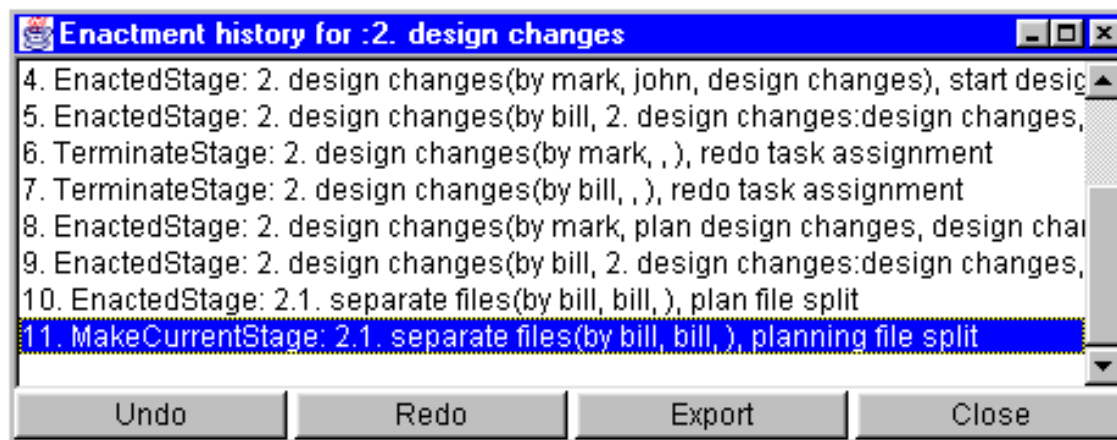 Enactment history for :2. design changes
4. EnactedStage: 2. design changes(by mark, john, design changes), start desig
5. EnactedStage: 2. design changes(by bill, 2. design changes:design changes,
6. TerminateStage: 2. design changes(by mark, , ), redo task assignment
7. TerminateStage: 2. design changes(by bill, , ), redo task assignment
8. EnactedStage: 2. design changes(by mark, plan design changes, design chan
9. EnactedStage: 2. design changes(by bill, 2. design changes:design changes,
10. EnactedStage: 2.1. separate files(by bill, bill, ), plan file split
11. MakeCurrentStage: 2.1. separate files(by bill, bill, ), planning file split
Undo Redo Export Close